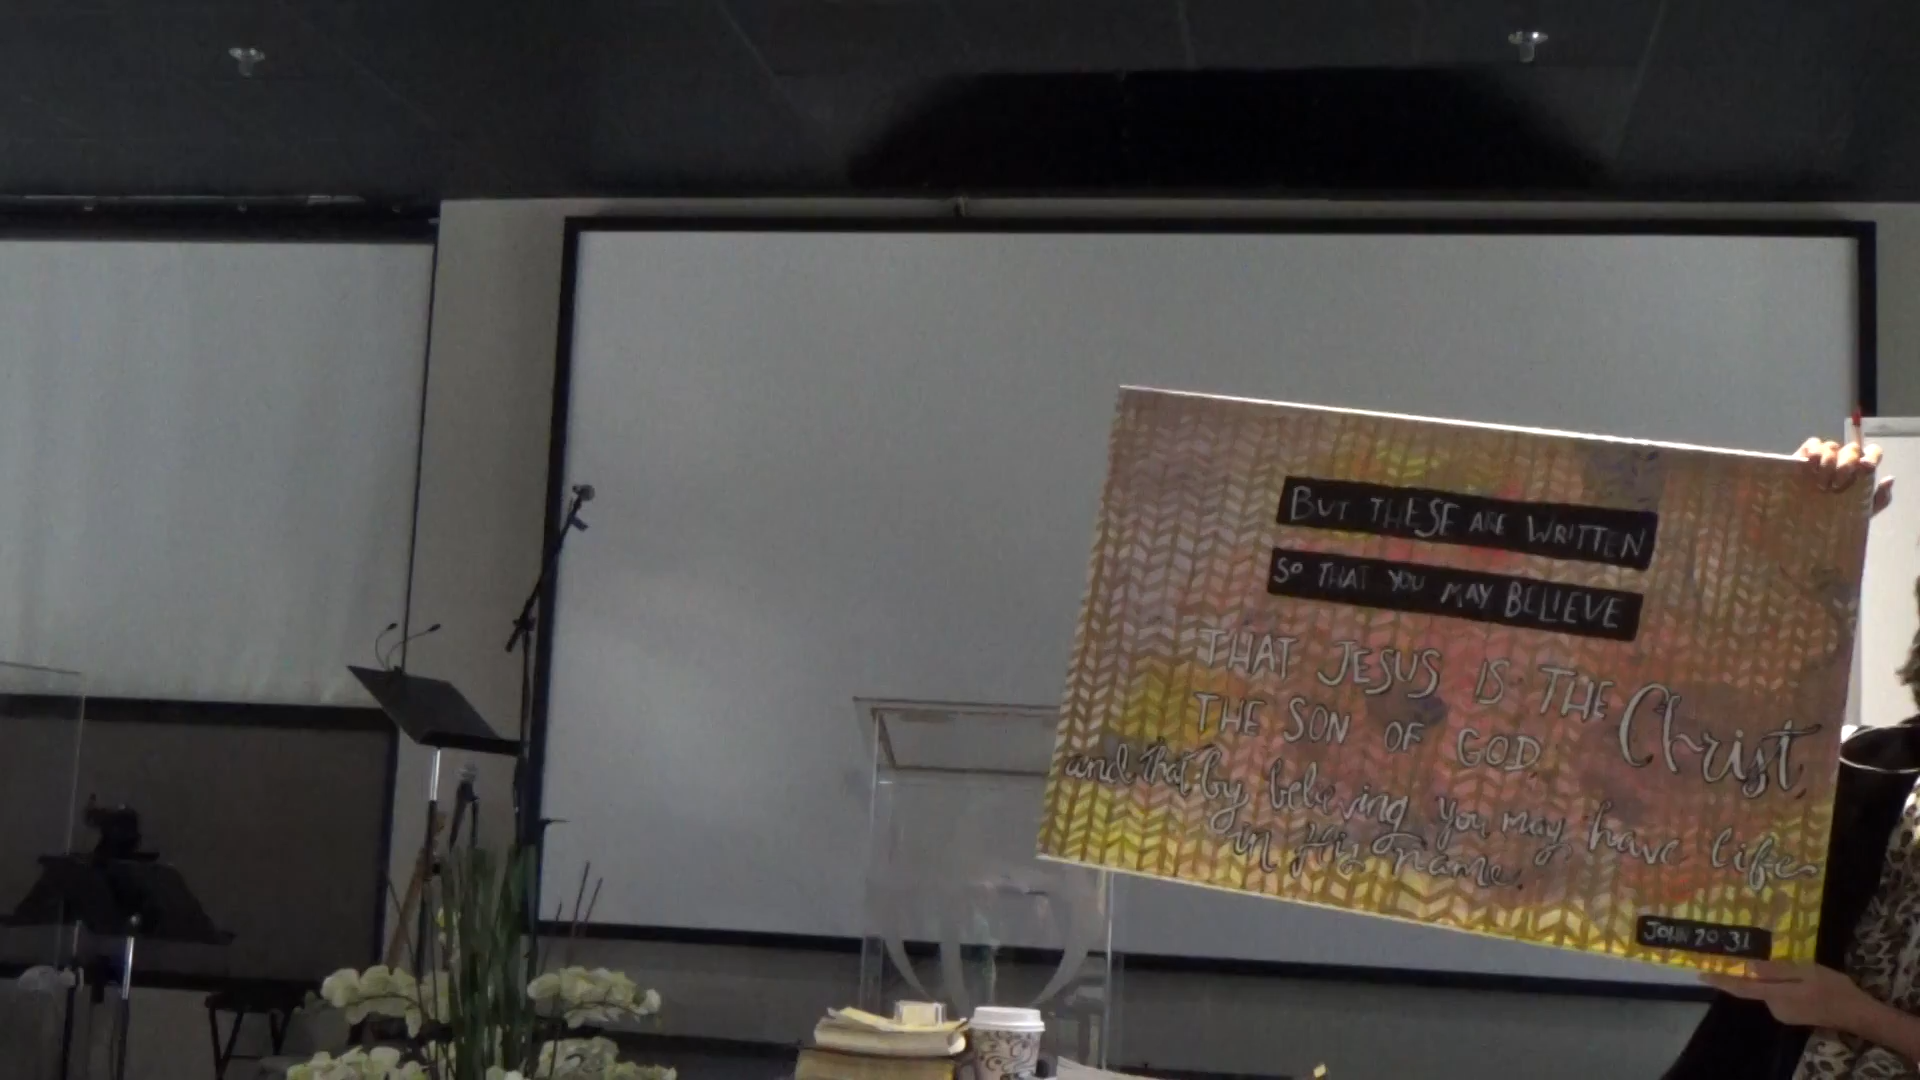 BUT THESE ARE WRITTEN
SO THAT YOU MAY BELIEVE
THAT JESUS IS THE Christ,
THE SON OF GOD,
and that by believing you may have life
in His name.
JOHN 20 31